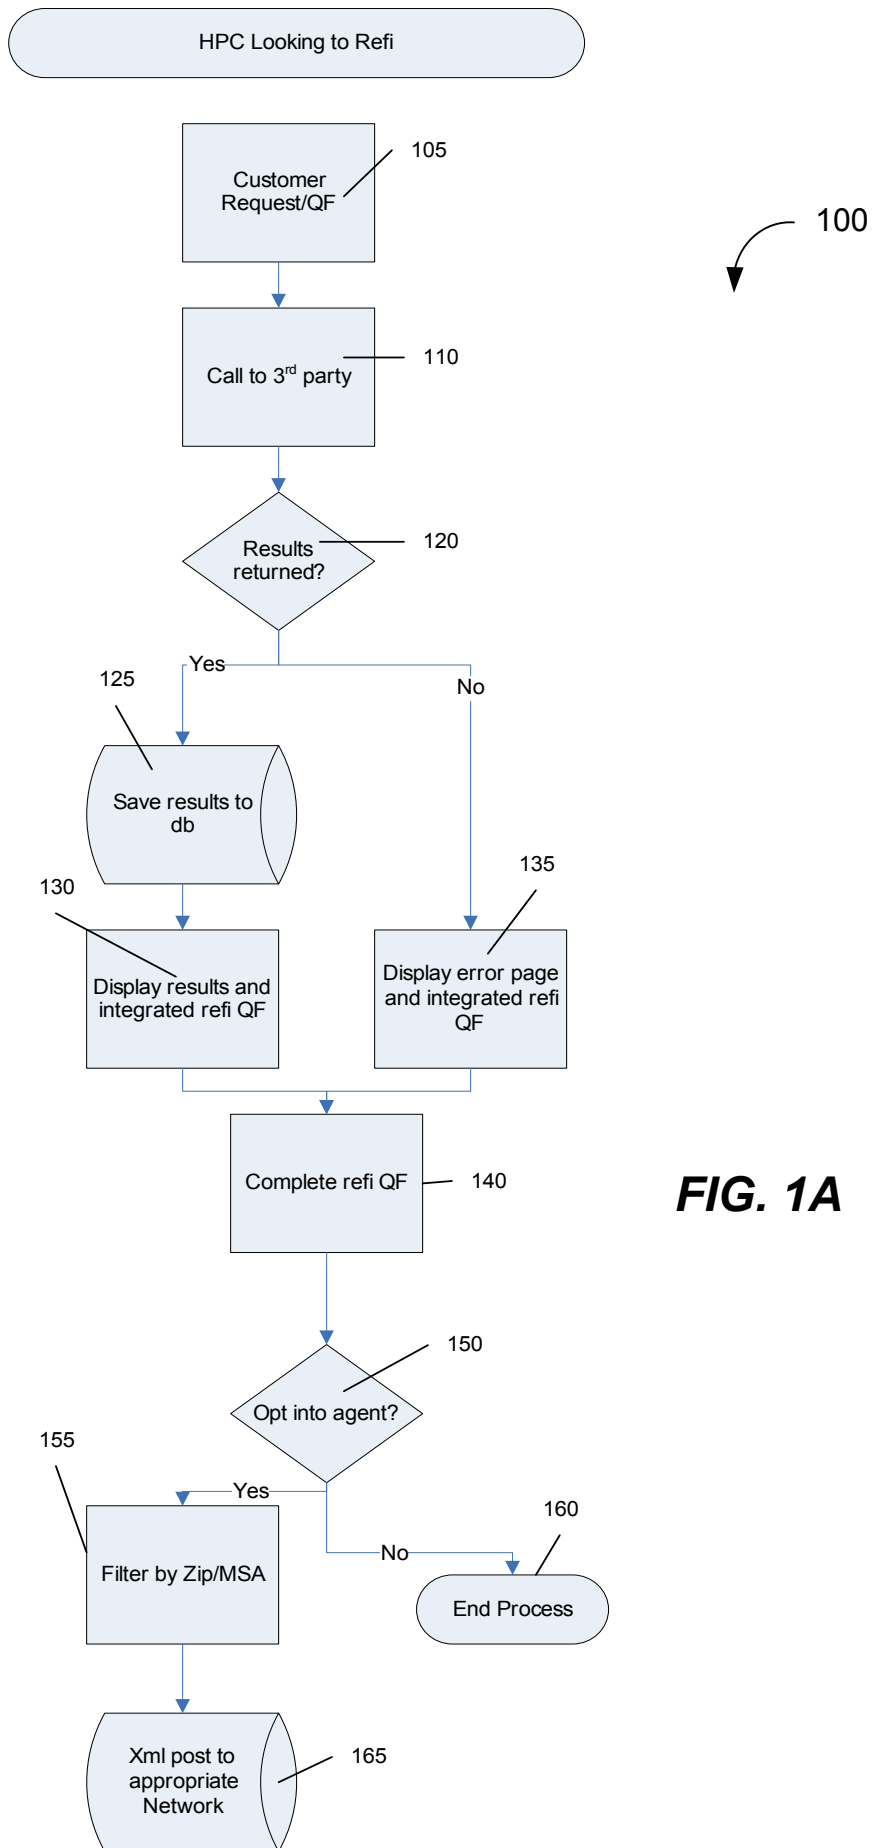 HPC Looking to Refi
105
Customer
Request/QF
100
110
Call to 3rd party
120
Results
returned?
Yes
No
125
Save results to
db
135
130
Display results and
integrated refi QF
Display error page
and integrated refi
QF
Complete refi QF
140
FIG. 1A
150
Opt into agent?
155
Yes
160
No
Filter by Zip/MSA
End Process
Xml post to
appropriate
Network
165